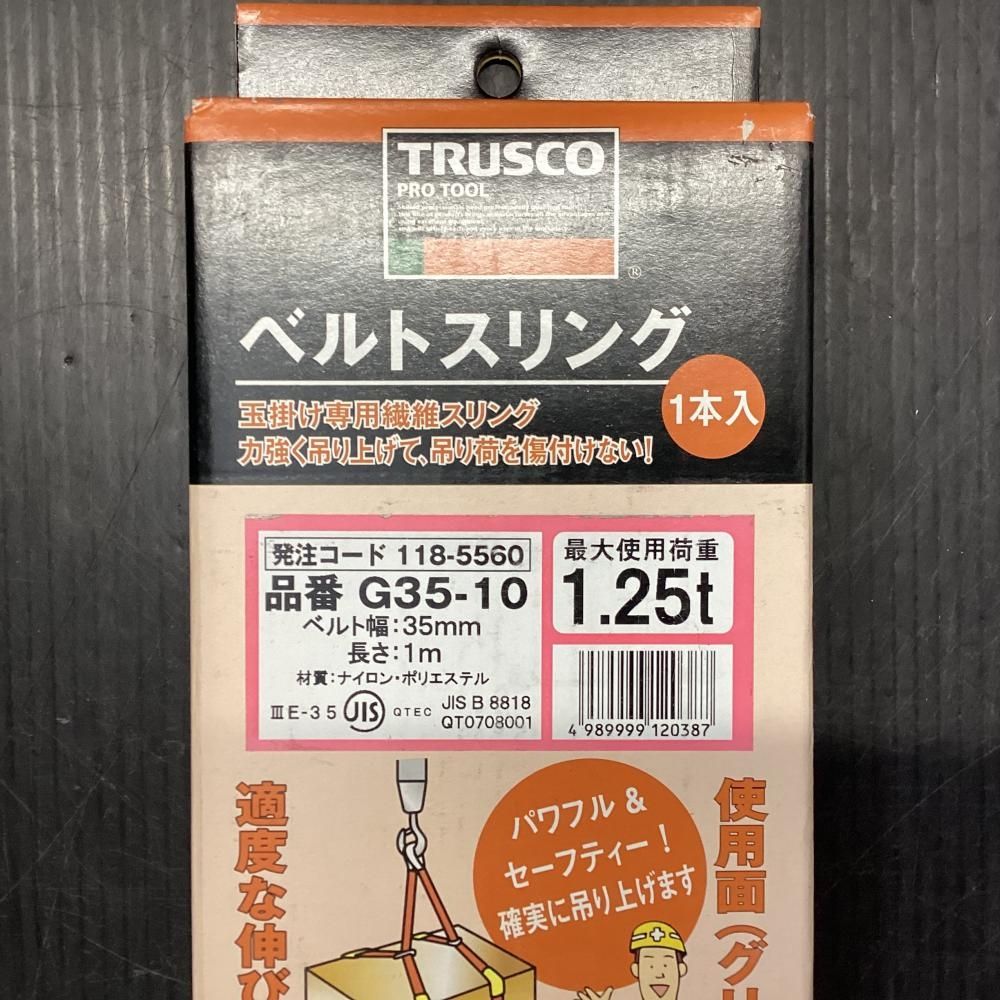 TRUSCO
PRO TOOL
®
ベルトスリング
1本入
玉掛け専用繊維スリング
力強く吊り上げて、吊り荷を傷付けない!
発注コード 118-5560
品番 G35-10
ベルト幅:35mm
長さ:1m
材質:ナイロン・ポリエステル
ⅢE-35 JIS QTEC JIS B 8818
QT0708001
最大使用荷重
1.25t
4 989999 120387
適度な伸び
パワフル &
セーフティー!
確実に吊り上げます
使用面(グリ